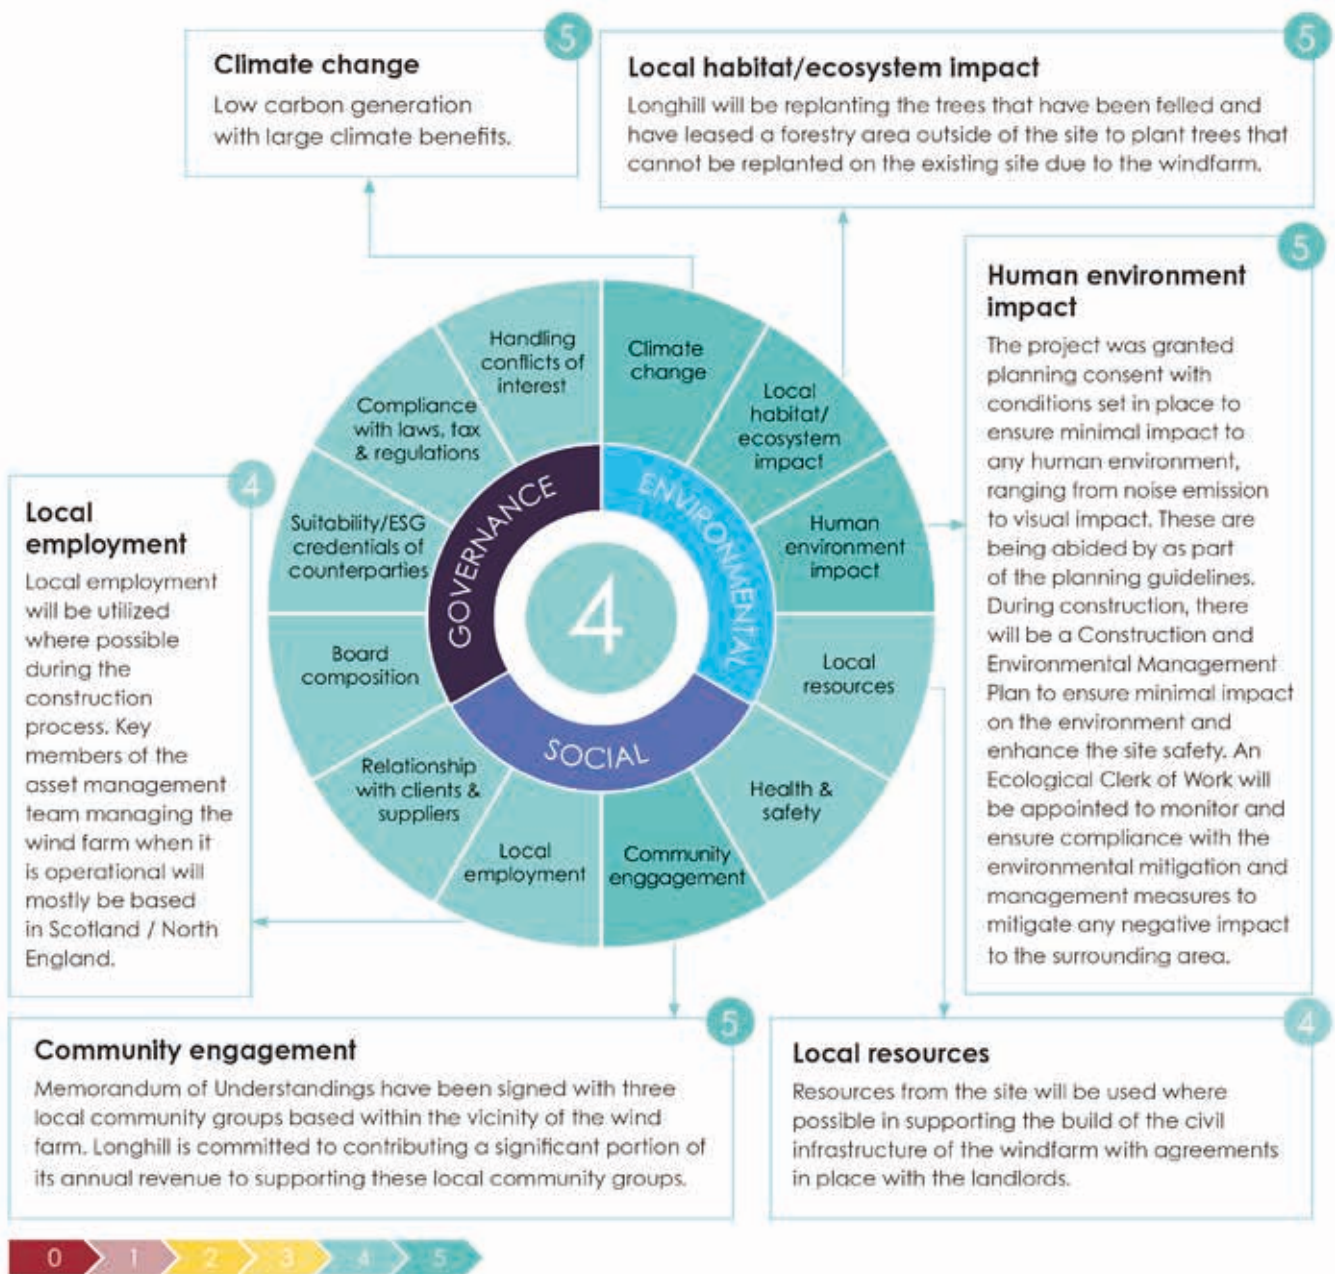 5
Climate change
Low carbon generation
with large climate benefits.
5
Local habitat/ecosystem impact
Longhill will be replanting the trees that have been felled and
have leased a forestry area outside of the site to plant trees that
cannot be replanted on the existing site due to the windfarm.
5
Human environment
impact
The project was granted
planning consent with
conditions set in place to
ensure minimal impact to
any human environment,
ranging from noise emission
to visual impact. These are
being abided by as part
of the planning guidelines.
During construction, there
will be a Construction and
Environmental Management
Plan to ensure minimal impact
on the environment and
enhance the site safety. An
Ecological Clerk of Work will
be appointed to monitor and
ensure compliance with the
environmental mitigation and
management measures to
mitigate any negative impact
to the surrounding area.
Handling
conflicts of
interest
Climate
change
Compliance
with laws, tax
& regulations
Local
habitat/
ecosystem
impact
Suitability/ESG
credentials of
counterparties
Human
environment
impact
GOVERNANCE
ENVIRONMENTAL
4
SOCIAL
Board
composition
Local
resources
Relationship
with clients &
suppliers
Health &
safety
Local
employment
Community
enggagement
4
Local
employment
Local employment
will be utilized
where possible
during the
construction
process. Key
members of the
asset management
team managing the
wind farm when it
is operational will
mostly be based
in Scotland / North
England.
5
Community engagement
Memorandum of Understandings have been signed with three
local community groups based within the vicinity of the wind
farm. Longhill is committed to contributing a significant portion of
its annual revenue to supporting these local community groups.
4
Local resources
Resources from the site will be used where
possible in supporting the build of the civil
infrastructure of the windfarm with agreements
in place with the landlords.
0 1 2 3 4 5